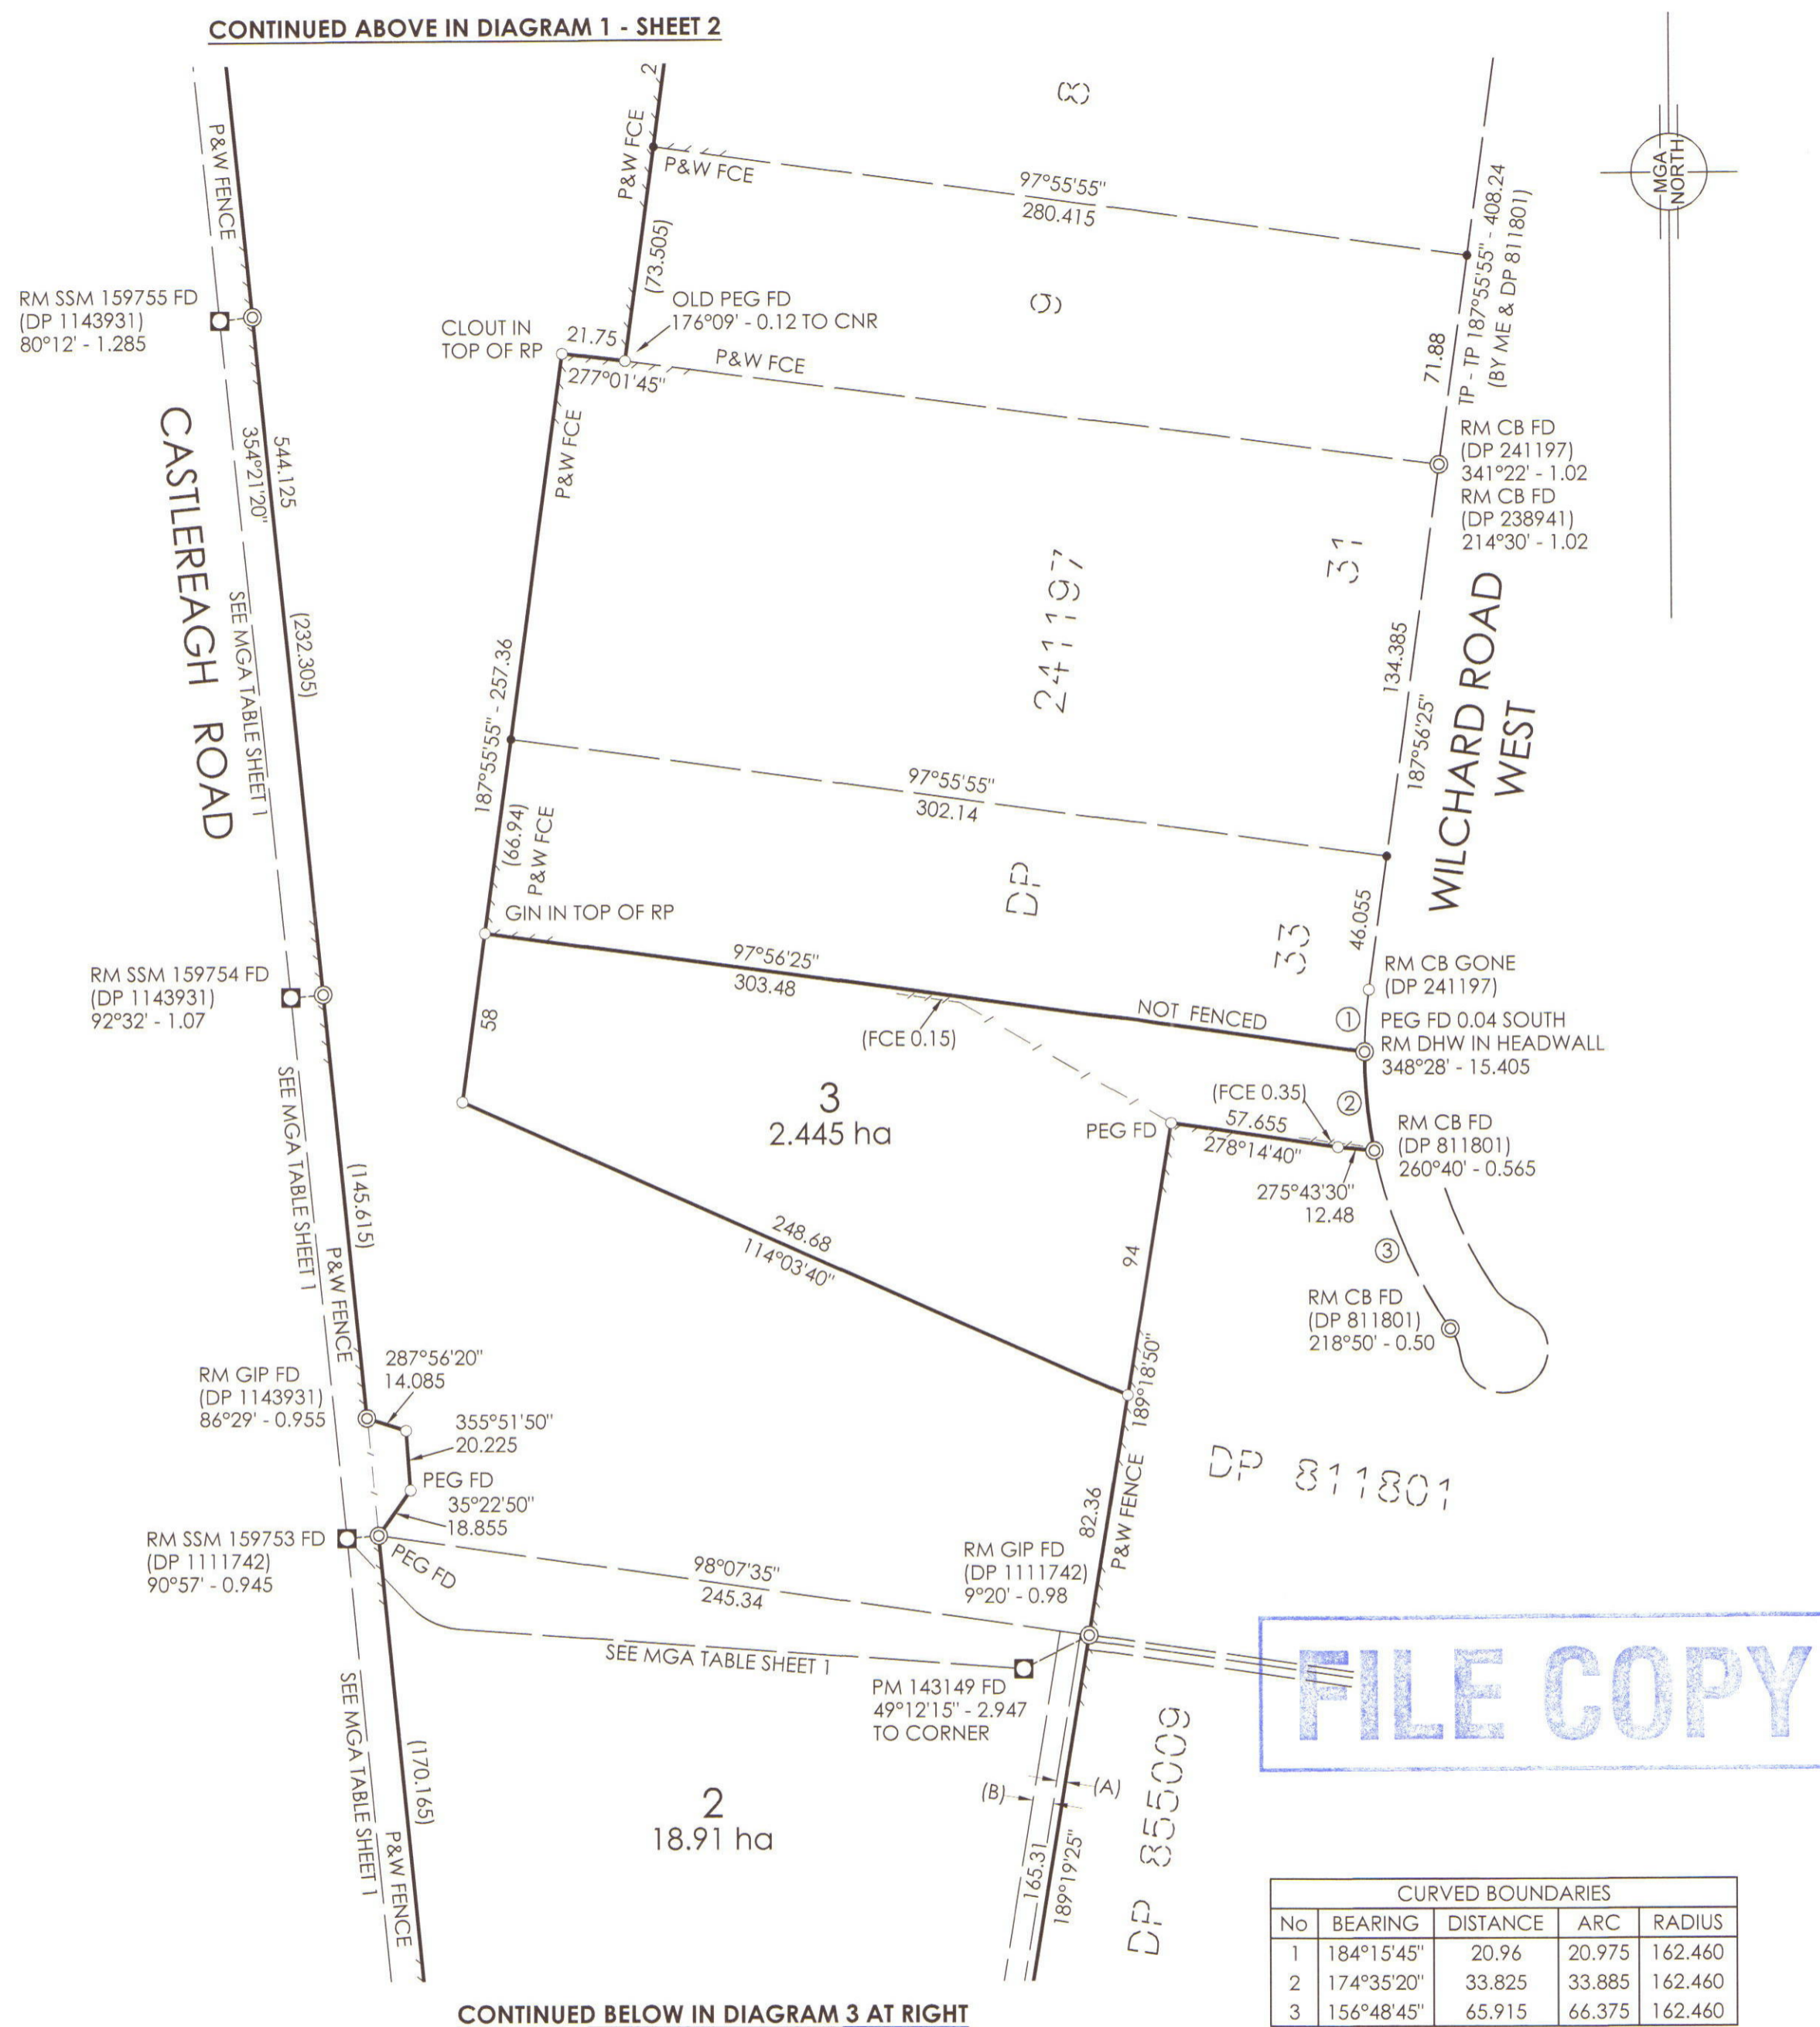 CONTINUED ABOVE IN DIAGRAM 1 - SHEET 2
P&W FENCE
P&W FCE
2
P&W FCE
8
97°55'55"
280.415
TP - TP 187°55'55" - 408.24
(BY ME & DP 811801)
MGA
NORTH
(73.505)
9
RM SSM 159755 FD
(DP 1143931)
80°12' - 1.285
CLOUT IN
TOP OF RP
21.75
277°01'45"
OLD PEG FD
176°09' - 0.12 TO CNR
P&W FCE
71.88
RM CB FD
(DP 241197)
341°22' - 1.02
RM CB FD
(DP 238941)
214°30' - 1.02
P&W FCE
CASTLEREAGH ROAD
544.125
354°21'20"
SEE MGA TABLE SHEET 1
(232.305)
187°55'55" - 257.36
241197
31
134.385
187°56'25"
WILCHARD ROAD
WEST
97°55'55"
302.14
(66.94)
P&W FCE
DP
33
46.055
GIN IN TOP OF RP
97°56'25"
303.48
NOT FENCED
(FCE 0.15)
RM CB GONE
(DP 241197)
1
PEG FD 0.04 SOUTH
RM DHW IN HEADWALL
348°28' - 15.405
RM SSM 159754 FD
(DP 1143931)
92°32' - 1.07
58
3
2.445 ha
PEG FD
(FCE 0.35)
57.655
278°14'40"
2
RM CB FD
(DP 811801)
260°40' - 0.565
275°43'30"
12.48
SEE MGA TABLE SHEET 1
(145.615)
P&W FENCE
248.68
114°03'40"
94
3
RM CB FD
(DP 811801)
218°50' - 0.50
RM GIP FD
(DP 1143931)
86°29' - 0.955
287°56'20"
14.085
355°51'50"
20.225
PEG FD
35°22'50"
18.855
189°18'50"
DP 811801
P&W FENCE
82.36
RM SSM 159753 FD
(DP 1111742)
90°57' - 0.945
PEG FD
98°07'35"
245.34
RM GIP FD
(DP 1111742)
9°20' - 0.98
SEE MGA TABLE SHEET 1
PM 143149 FD
49°12'15" - 2.947
TO CORNER
FILE COPY
SEE MGA TABLE SHEET 1
(170.165)
P&W FENCE
2
18.91 ha
(B)
(A)
165.31
189°19'25"
DP 855009
CURVED BOUNDARIES
No BEARING DISTANCE ARC RADIUS
1 184°15'45" 20.96 20.975 162.460
2 174°35'20" 33.825 33.885 162.460
3 156°48'45" 65.915 66.375 162.460
CONTINUED BELOW IN DIAGRAM 3 AT RIGHT